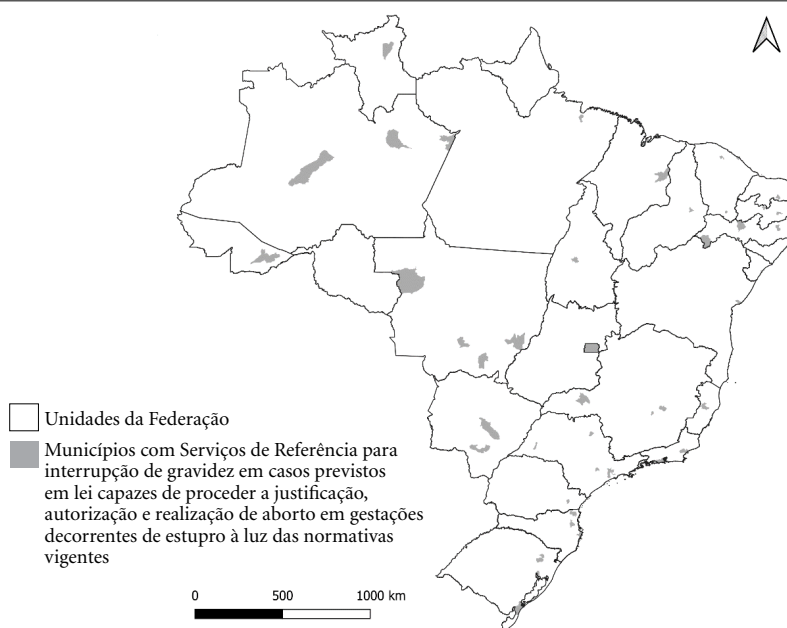 Unidades da Federação
Municípios com Serviços de Referência para
interrupção de gravidez em casos previstos
em lei capazes de proceder a justificação,
autorização e realização de aborto em gestações
decorrentes de estupro à luz das normativas
vigentes
0 500 1000 km